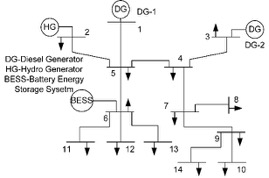 DG
DG-1
HG
2
1
3
DG
DG-2
DG-Diesel Generator
HG-Hydro Generator
BESS-Battery Energy
Storage Sysetm
5
4
BESS
6
7
8
9
11
12
13
14
10